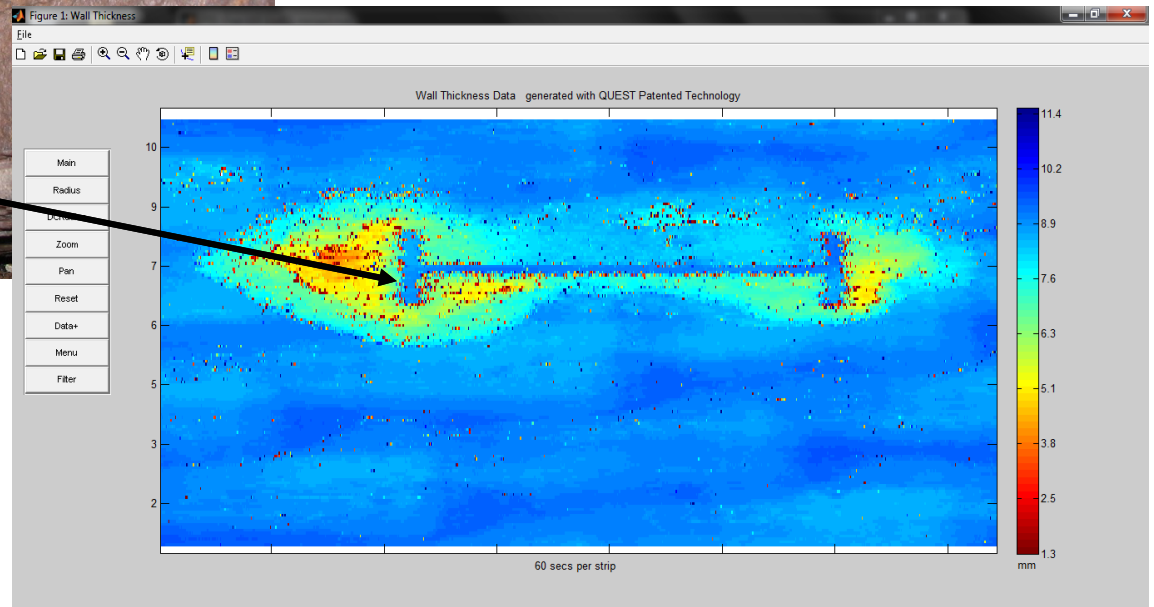 Figure 1: Wall Thickness
File
Wall Thickness Data generated with QUEST Patented Technology
Main
Radius
Zoom
Pan
Reset
Data+
Menu
Filter
10
9
7
6
5
3
2
60 secs per strip
11.4
10.2
8.9
7.6
6.3
5.1
3.8
2.5
1.3
mm